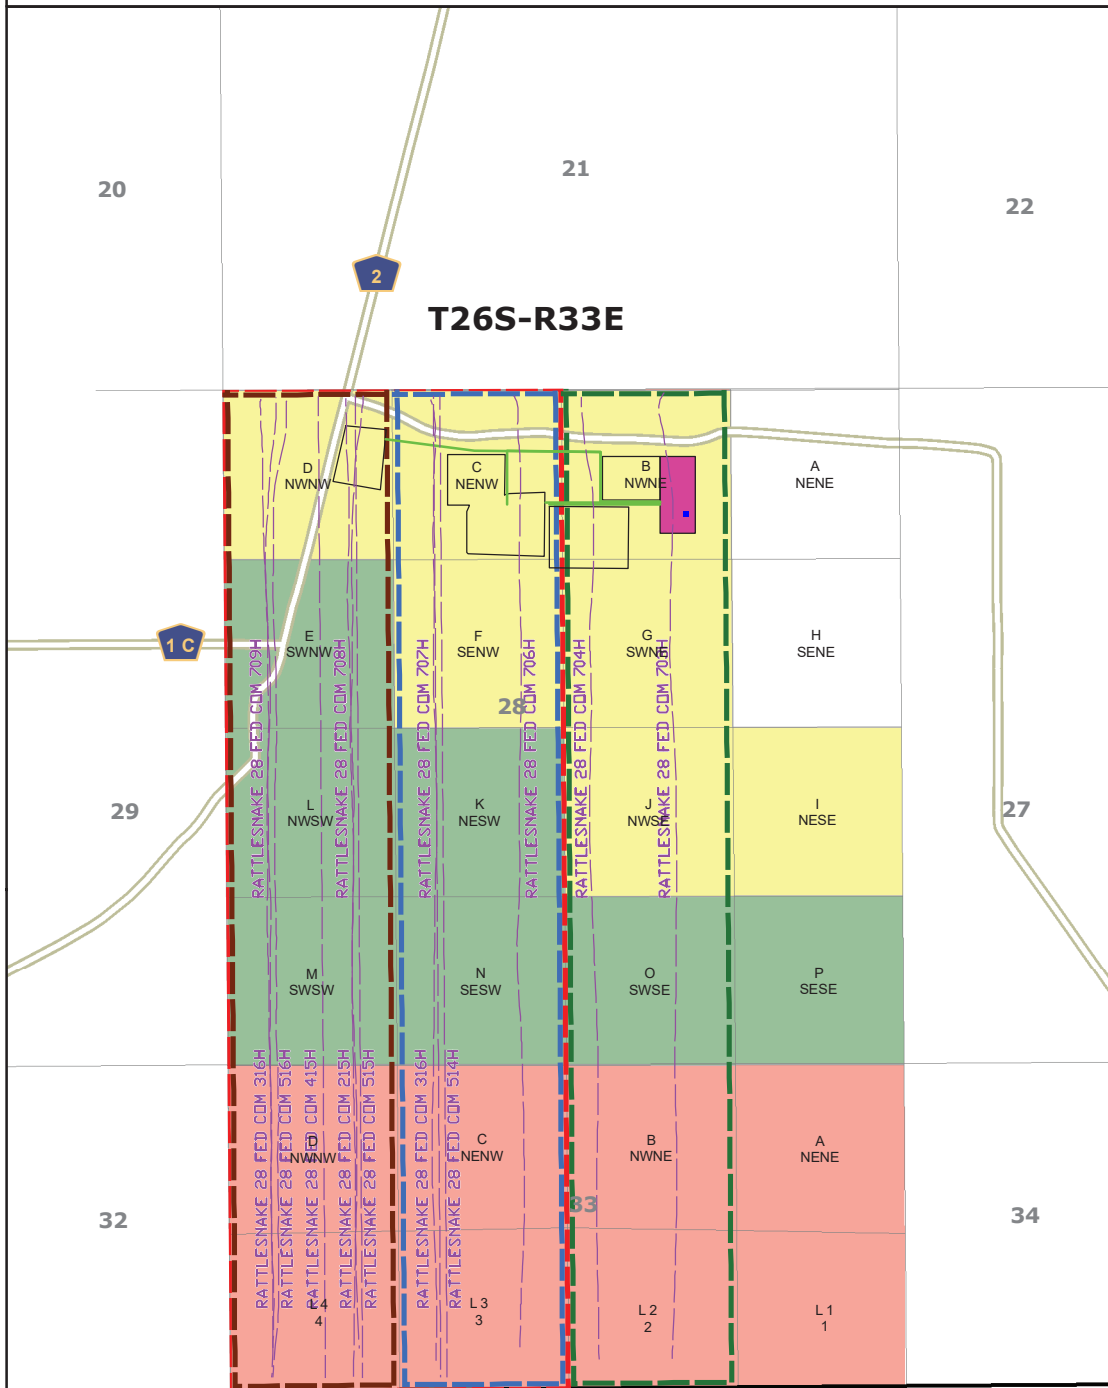 21
20
22
2
T26S-R33E
D
NWNW
C
NENW
B
NWNE
A
NENE
1 C
E
SWNW
F
SENW
G
SWNE
H
SENE
RATTLESNAKE 28 FED COM 709H
RATTLESNAKE 28 FED COM 708H
RATTLESNAKE 28 FED COM 707H
RATTLESNAKE 28 FED COM 706H
RATTLESNAKE 28 FED COM 704H
RATTLESNAKE 28 FED COM
28
29
L
NWSW
K
NESW
J
NWSE
I
NESE
27
M
SWSW
N
SESW
O
SWSE
P
SESE
RATTLESNAKE 28 FED COM 316H
RATTLESNAKE 28 FED COM 516H
RATTLESNAKE 28 FED COM 415H
RATTLESNAKE 28 FED COM 215H
RATTLESNAKE 28 FED COM 515H
RATTLESNAKE 28 FED COM 316H
RATTLESNAKE 28 FED COM 514H
D
NWNW
C
NENW
B
NWNE
A
NENE
32
33
34
L 4
4
L 3
3
L 2
2
L 1
1